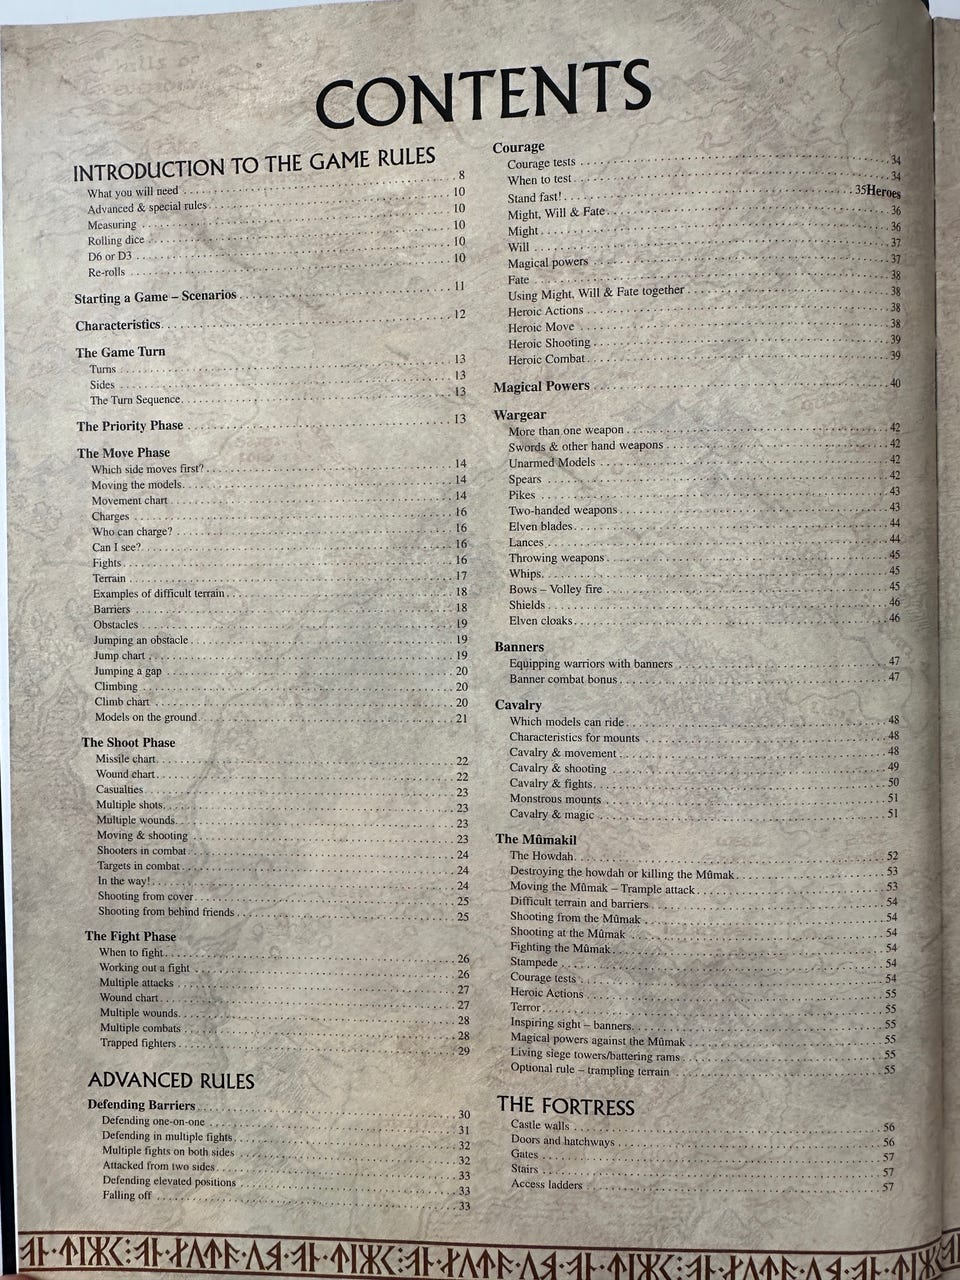 CONTENTS
INTRODUCTION TO THE GAME RULES
What you will need 8
Advanced & special rules 10
Measuring 10
Rolling dice 10
D6 or D3 10
Re-rolls 10
Starting a Game – Scenarios 11
Characteristics 12
The Game Turn
Turns 13
Sides 13
The Turn Sequence 13
The Priority Phase 13
The Move Phase
Which side moves first? 14
Moving the models 14
Movement chart 14
Charges 16
Who can charge? 16
Can I see? 16
Fights 16
Terrain 17
Examples of difficult terrain 18
Barriers 18
Obstacles 19
Jumping an obstacle 19
Jump chart 19
Jumping a gap 20
Climbing 20
Climb chart 20
Models on the ground 21
The Shoot Phase
Missile chart 22
Wound chart 22
Casualties 23
Multiple shots 23
Multiple wounds 23
Moving & shooting 23
Shooters in combat 24
Targets in combat 24
In the way! 24
Shooting from cover 25
Shooting from behind friends 25
The Fight Phase
When to fight 26
Working out a fight 26
Multiple attacks 27
Wound chart 27
Multiple wounds 28
Multiple combats 28
Trapped fighters 29
ADVANCED RULES
Defending Barriers 30
Defending one-on-one 31
Defending in multiple fights 32
Multiple fights on both sides 32
Attacked from two sides 33
Defending elevated positions 33
Falling off 33
Courage
Courage tests 34
When to test 34
Stand fast! 35Heroes
Might, Will & Fate 36
Might 36
Will 37
Magical powers 37
Fate 38
Using Might, Will & Fate together 38
Heroic Actions 38
Heroic Move 38
Heroic Shooting 39
Heroic Combat 39
Magical Powers 40
Wargear
More than one weapon 42
Swords & other hand weapons 42
Unarmed Models 42
Spears 42
Pikes 43
Two-handed weapons 43
Elven blades 44
Lances 44
Throwing weapons 45
Whips 45
Bows – Volley fire 45
Shields 46
Elven cloaks 46
Banners
Equipping warriors with banners 47
Banner combat bonus 47
Cavalry
Which models can ride 48
Characteristics for mounts 48
Cavalry & movement 48
Cavalry & shooting 49
Cavalry & fights 50
Monstrous mounts 51
Cavalry & magic 51
The Mûmakil
The Howdah 52
Destroying the howdah or killing the Mûmak 53
Moving the Mûmak – Trample attack 53
Difficult terrain and barriers 54
Shooting from the Mûmak 54
Shooting at the Mûmak 54
Fighting the Mûmak 54
Stampede 54
Courage tests 54
Heroic Actions 55
Terror 55
Inspiring sight – banners 55
Magical powers against the Mûmak 55
Living siege towers/battering rams 55
Optional rule – trampling terrain 55
THE FORTRESS
Castle walls 56
Doors and hatchways 56
Gates 57
Stairs 57
Access ladders 57